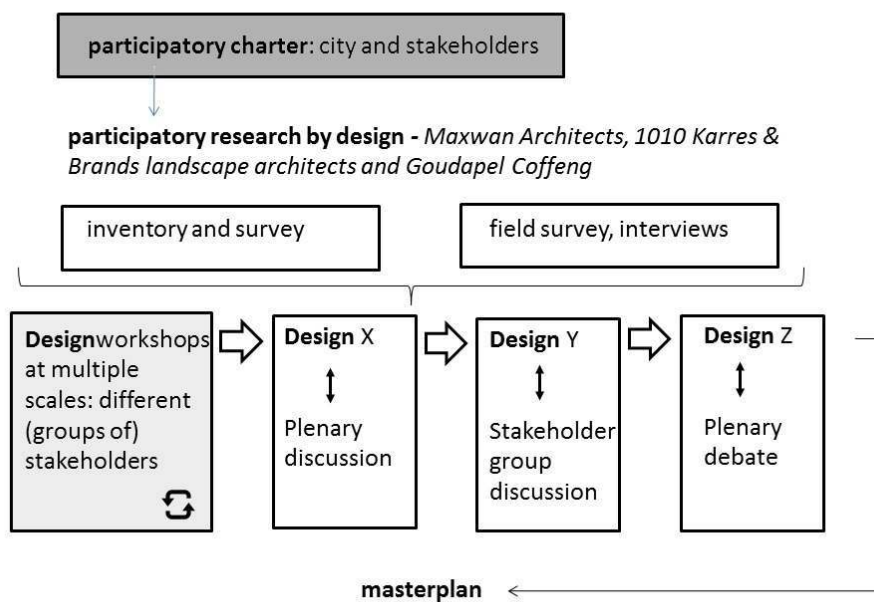 participatory charter: city and stakeholders
participatory research by design - Maxwan Architects, 1010 Karres &
Brands landscape architects and Goudapel Coffeng
inventory and survey
field survey, interviews
Designworkshops
at multiple
scales: different
(groups of)
stakeholders
Design X
Plenary
discussion
Design Y
Stakeholder
group
discussion
Design Z
Plenary
debate
masterplan